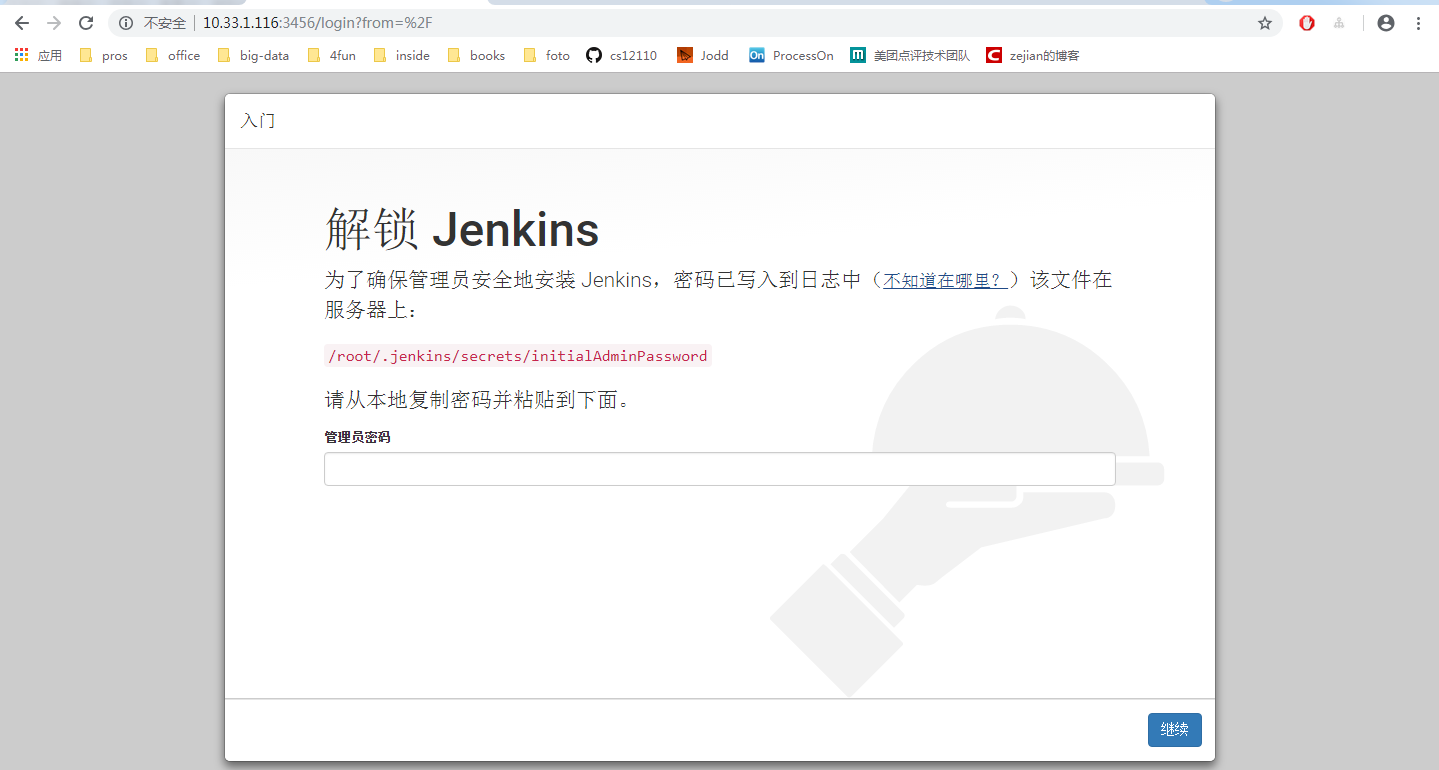 不安全 10.33.1.116:3456/login?from=%2F
应用 pros office big-data 4fun inside books foto cs12110 Jodd On ProcessOn m 美团点评技术团队 C zejian的博客
入门
解锁 Jenkins
为了确保管理员安全地安装 Jenkins，密码已写入到日志中（不知道在哪里？）该文件在
服务器上：
/root/.jenkins/secrets/initialAdminPassword
请从本地复制密码并粘贴到下面。
管理员密码
继续